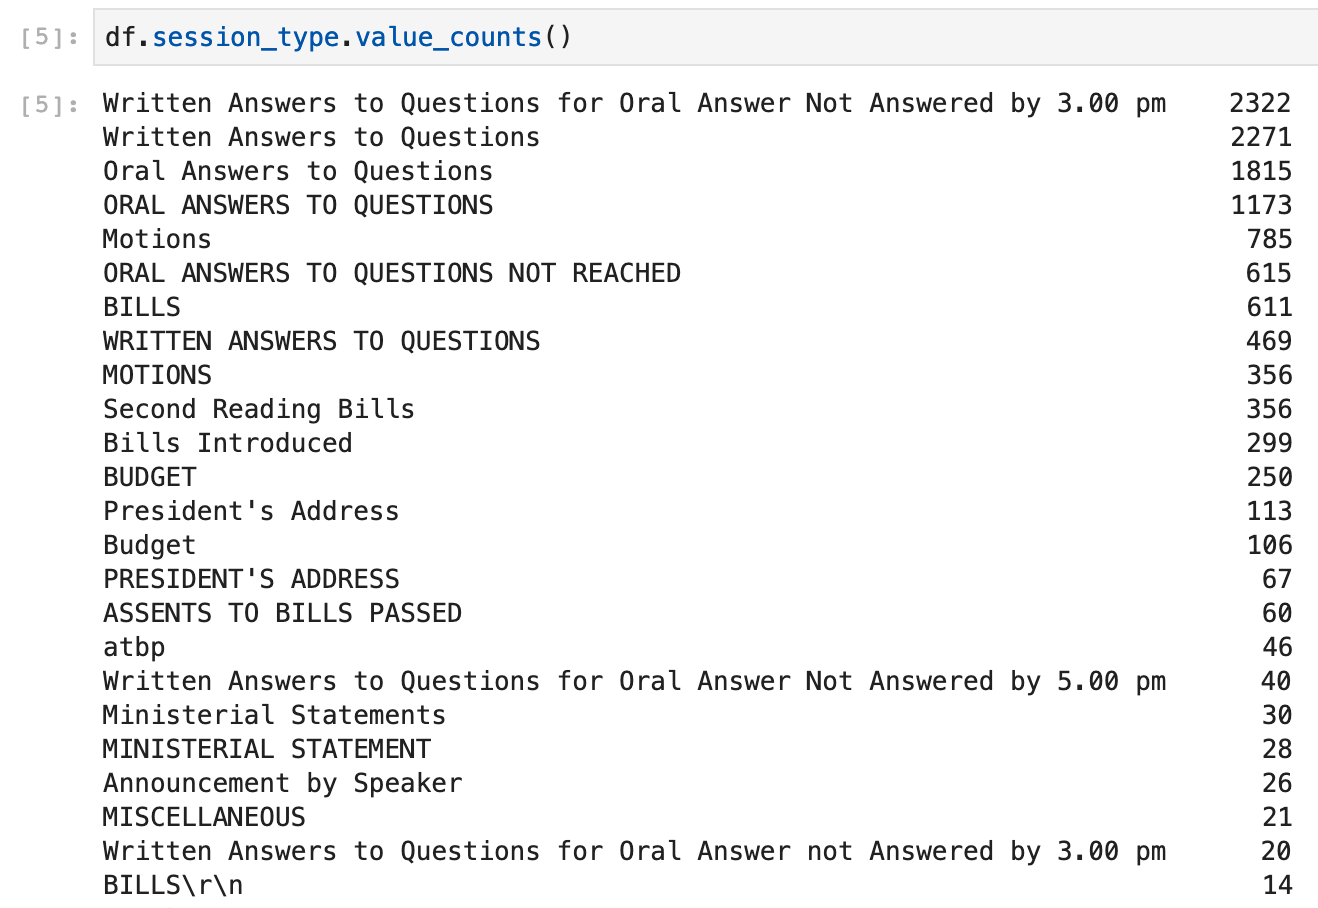 [5]: df.session_type.value_counts()
[5]: Written Answers to Questions for Oral Answer Not Answered by 3.00 pm 2322
Written Answers to Questions 2271
Oral Answers to Questions 1815
ORAL ANSWERS TO QUESTIONS 1173
Motions 785
ORAL ANSWERS TO QUESTIONS NOT REACHED 615
BILLS 611
WRITTEN ANSWERS TO QUESTIONS 469
MOTIONS 356
Second Reading Bills 356
Bills Introduced 299
BUDGET 250
President's Address 113
Budget 106
PRESIDENT'S ADDRESS 67
ASSENTS TO BILLS PASSED 60
atbp 46
Written Answers to Questions for Oral Answer Not Answered by 5.00 pm 40
Ministerial Statements 30
MINISTERIAL STATEMENT 28
Announcement by Speaker 26
MISCELLANEOUS 21
Written Answers to Questions for Oral Answer not Answered by 3.00 pm 20
BILLS\r\n 14